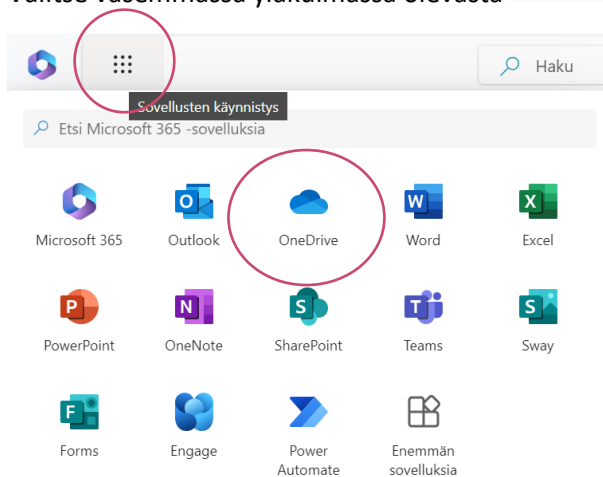 Valitse vasemmassa yläkulmassa olevasta
Haku
Sovellusten käynnistys
Etsi Microsoft 365 -sovelluksia
Microsoft 365
Outlook
OneDrive
Word
Excel
PowerPoint
OneNote
SharePoint
Teams
Sway
Forms
Engage
Power
Automate
Enemmän
sovelluksia